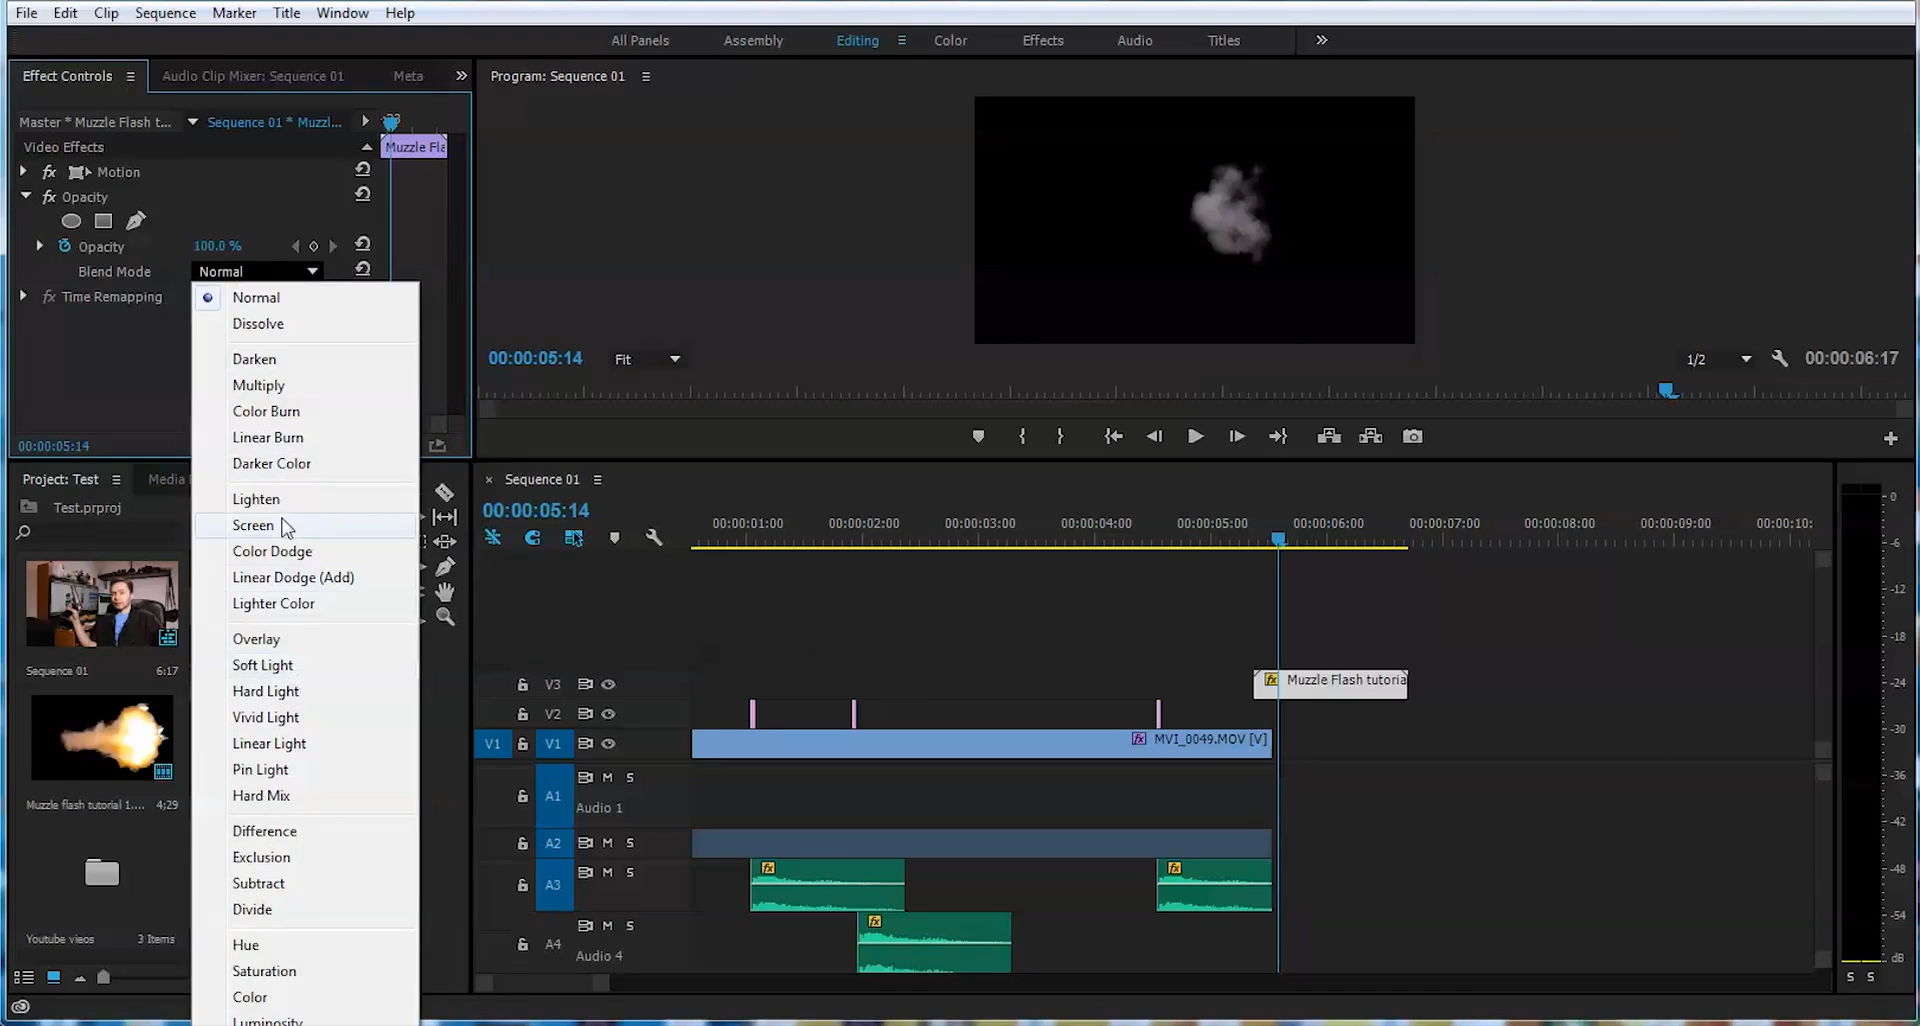 File Edit Clip Sequence Marker Title Window Help
All Panels Assembly Editing Color Effects Audio Titles
Effect Controls Audio Clip Mixer: Sequence 01 Meta
Program: Sequence 01
Master * Muzzle Flash t... Sequence 01 * Muzzl...
Video Effects Muzzle Fla
fx Motion
fx Opacity
Opacity 100.0 %
Blend Mode Normal
fx Time Remapping
Normal
Dissolve
Darken
Multiply
Color Burn
Linear Burn
Darker Color
Lighten
Screen
Color Dodge
Linear Dodge (Add)
Lighter Color
Overlay
Soft Light
Hard Light
Vivid Light
Linear Light
Pin Light
Hard Mix
Difference
Exclusion
Subtract
Divide
Hue
Saturation
Color
Luminosity
00:00:05:14
00:00:05:14 Fit 1/2 00:00:06:17
Project: Test Media
Test.prproj
Sequence 01 6:17
Muzzle flash tutorial 1.... 4;29
Youtube vieos 3 Items
× Sequence 01
00:00:05:14
00:00:01:00 00:00:02:00 00:00:03:00 00:00:04:00 00:00:05:00 00:00:06:00 00:00:07:00 00:00:08:00 00:00:09:00 00:00:10:
V3 fx Muzzle Flash tutoria
V2
V1 V1 fx MVI_0049.MOV [V]
A1 M S
Audio 1
A2 M S
A3 M S fx fx
A4 M S fx
Audio 4
0
-6
-12
-18
-24
-30
-36
-42
-48
-54
dB
S S